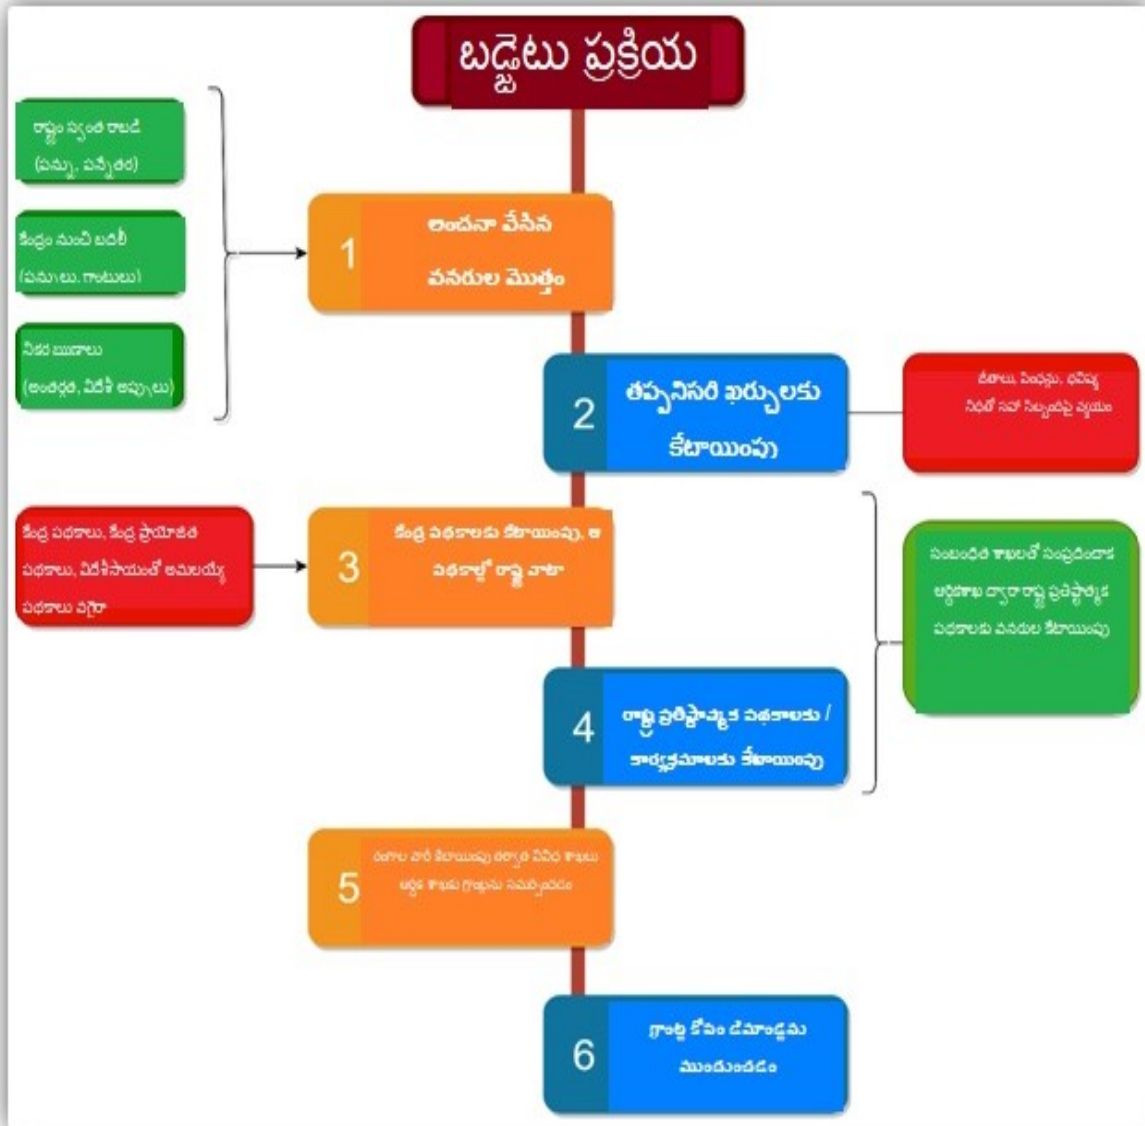 బడ్జెటు ప్రక్రియ
రాష్ట్రం స్వంత రాబడి
(పన్ను, పన్నేతర)
కేంద్రం నుంచి బదిలీ
(పన్నులు, గ్రాంటులు)
నికర ఋణాలు
(అంతర్గత, విదేశీ అప్పులు)
1
అందనా వేసిన
వనరుల మొత్తం
2
తప్పనిసరి ఖర్చులకు
కేటాయింపు
జీతాలు, పింఛన్లు, భవిష్య
నిధితో సహా సిబ్బందిపై వ్యయం
కేంద్ర పథకాలు, కేంద్ర ప్రాయోజిత
పథకాలు, విదేశీసాయంతో అమలయ్యే
పథకాలు వగైరా
3
కేంద్ర పథకాలకు కేటాయింపు, ఆ
పథకాల్లో రాష్ట్ర వాటా
సంబంధిత శాఖలతో సంప్రదించాక
ఆర్థికశాఖ ద్వారా రాష్ట్ర ప్రతిష్టాత్మక
పథకాలకు వనరుల కేటాయింపు
4
రాష్ట్ర ప్రతిష్టాత్మక పథకాలకు /
కార్యక్రమాలకు కేటాయింపు
5
రంగాల వారీ కేటాయింపు తర్వాత వివిధ శాఖలు
ఆర్థిక శాఖకు గ్రాంట్లను సమర్పించడం
6
గ్రాంట్ల కోసం డిమాండ్లను
ముందుంచడం